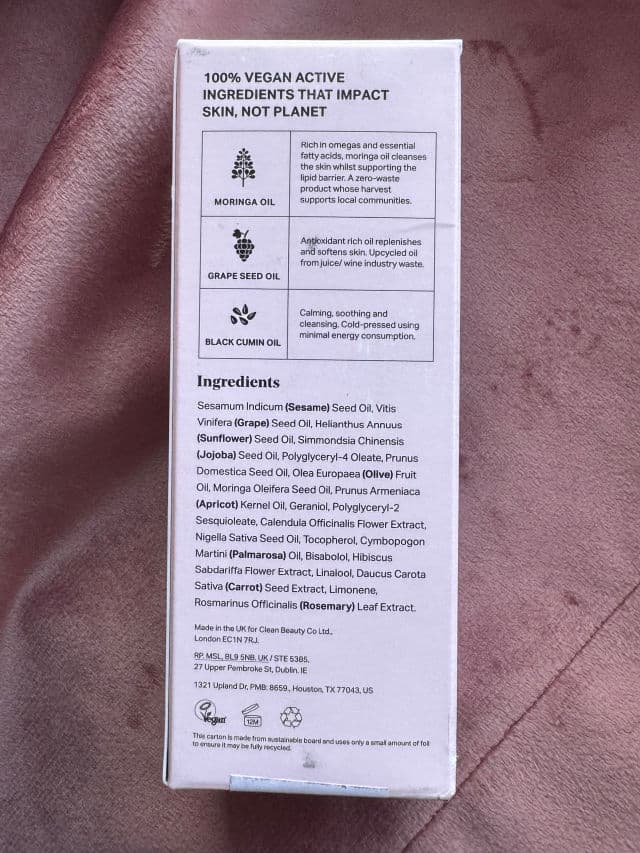 100% VEGAN ACTIVE
INGREDIENTS THAT IMPACT
SKIN, NOT PLANET
MORINGA OIL
Rich in omegas and essential
fatty acids, moringa oil cleanses
the skin whilst supporting the
lipid barrier. A zero-waste
product whose harvest
supports local communities.
GRAPE SEED OIL
Antioxidant rich oil replenishes
and softens skin. Upcycled oil
from juice/ wine industry waste.
BLACK CUMIN OIL
Calming, soothing and
cleansing. Cold-pressed using
minimal energy consumption.
Ingredients
Sesamum Indicum (Sesame) Seed Oil, Vitis
Vinifera (Grape) Seed Oil, Helianthus Annuus
(Sunflower) Seed Oil, Simmondsia Chinensis
(Jojoba) Seed Oil, Polyglyceryl-4 Oleate, Prunus
Domestica Seed Oil, Olea Europaea (Olive) Fruit
Oil, Moringa Oleifera Seed Oil, Prunus Armeniaca
(Apricot) Kernel Oil, Geraniol, Polyglyceryl-2
Sesquioleate, Calendula Officinalis Flower Extract,
Nigella Sativa Seed Oil, Tocopherol, Cymbopogon
Martini (Palmarosa) Oil, Bisabolol, Hibiscus
Sabdariffa Flower Extract, Linalool, Daucus Carota
Sativa (Carrot) Seed Extract, Limonene,
Rosmarinus Officinalis (Rosemary) Leaf Extract.
Made in the UK for Clean Beauty Co Ltd.,
London EC1N 7RJ.
RP. MSL, BL9 5NB. UK / STE 5385,
27 Upper Pembroke St, Dublin. IE
1321 Upland Dr, PMB: 8659., Houston, TX 77043, US
Vegan
12M
This carton is made from sustainable board and uses only a small amount of foil
to ensure it may be fully recycled.